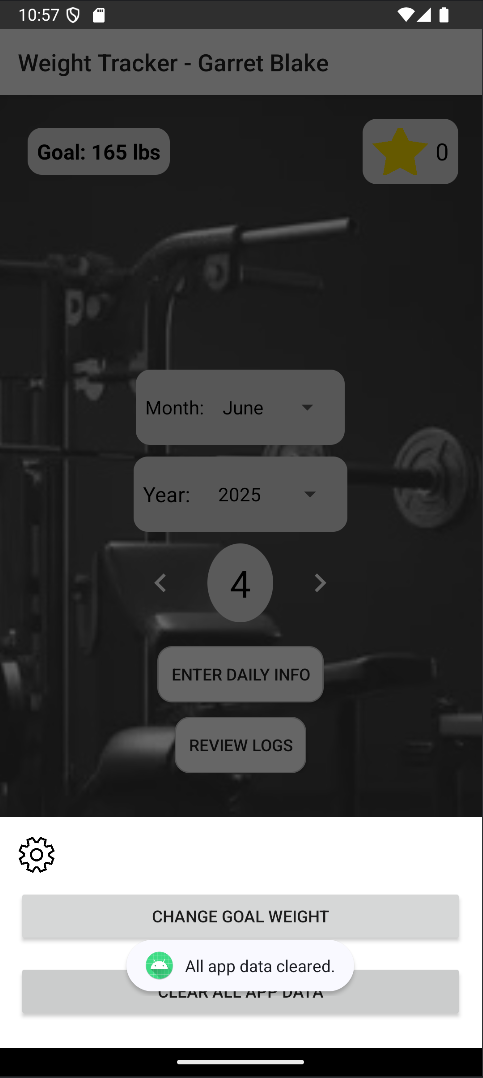 10:57
Weight Tracker - Garret Blake
Goal: 165 lbs
0
Month: June
Year: 2025
4
ENTER DAILY INFO
REVIEW LOGS
CHANGE GOAL WEIGHT
All app data cleared.
CLEAR ALL APP DATA